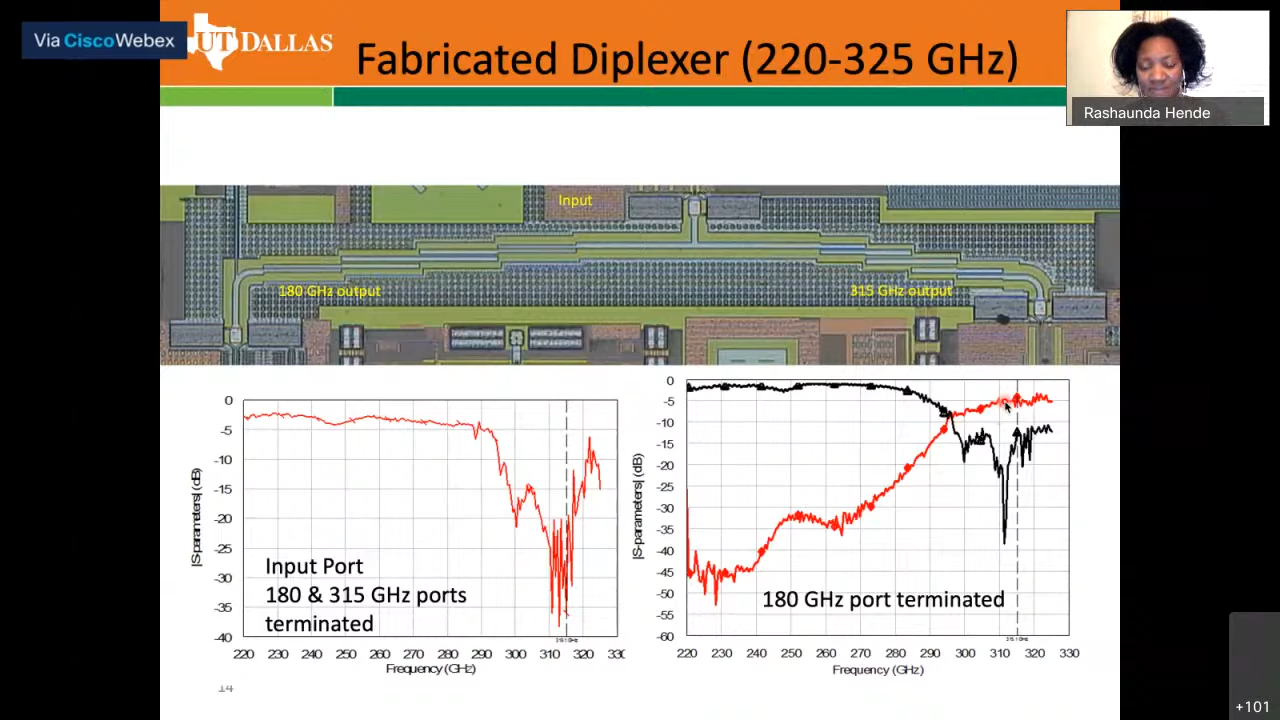 Via CiscoWebex
UT DALLAS
Fabricated Diplexer (220-325 GHz)
Rashaunda Hende
Input
180 GHz output
315 GHz output
0
-5
-10
-15
-20
-25
-30
-35
-40
|S-parameters| (dB)
Input Port
180 & 315 GHz ports
terminated
220 230 240 250 260 270 280 290 300 310 320
Frequency (GHz)
0
-5
-10
-15
-20
-25
-30
-35
-40
-45
-50
-55
-60
|S-parameters| (dB)
180 GHz port terminated
220 230 240 250 260 270 280 290 300 310 320 330
Frequency (GHz)
14
+101